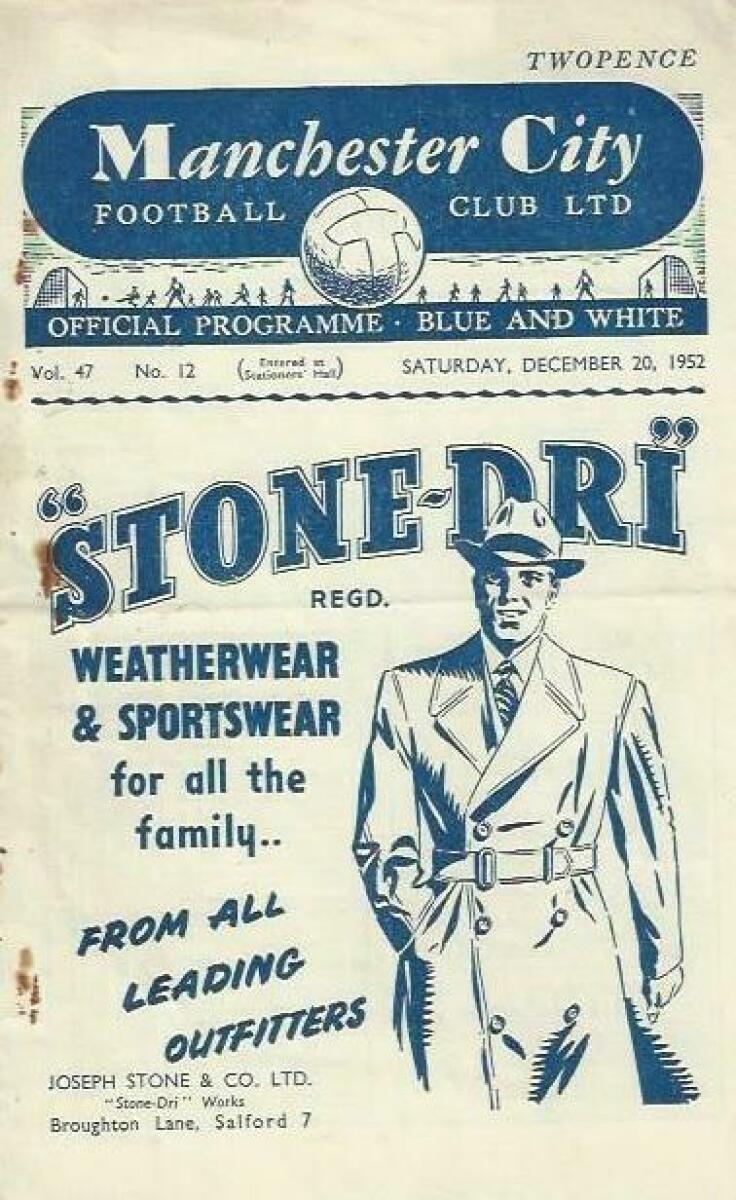 TWOPENCE
Manchester City
FOOTBALL CLUB LTD
OFFICIAL PROGRAMME · BLUE AND WHITE
Vol. 47 No. 12 (Entered at Stationers' Hall) SATURDAY, DECEMBER 20, 1952
"STONE-DRI"
REGD.
WEATHERWEAR
& SPORTSWEAR
for all the
family..
FROM ALL
LEADING
OUTFITTERS
JOSEPH STONE & CO. LTD.
"Stone-Dri" Works
Broughton Lane, Salford 7